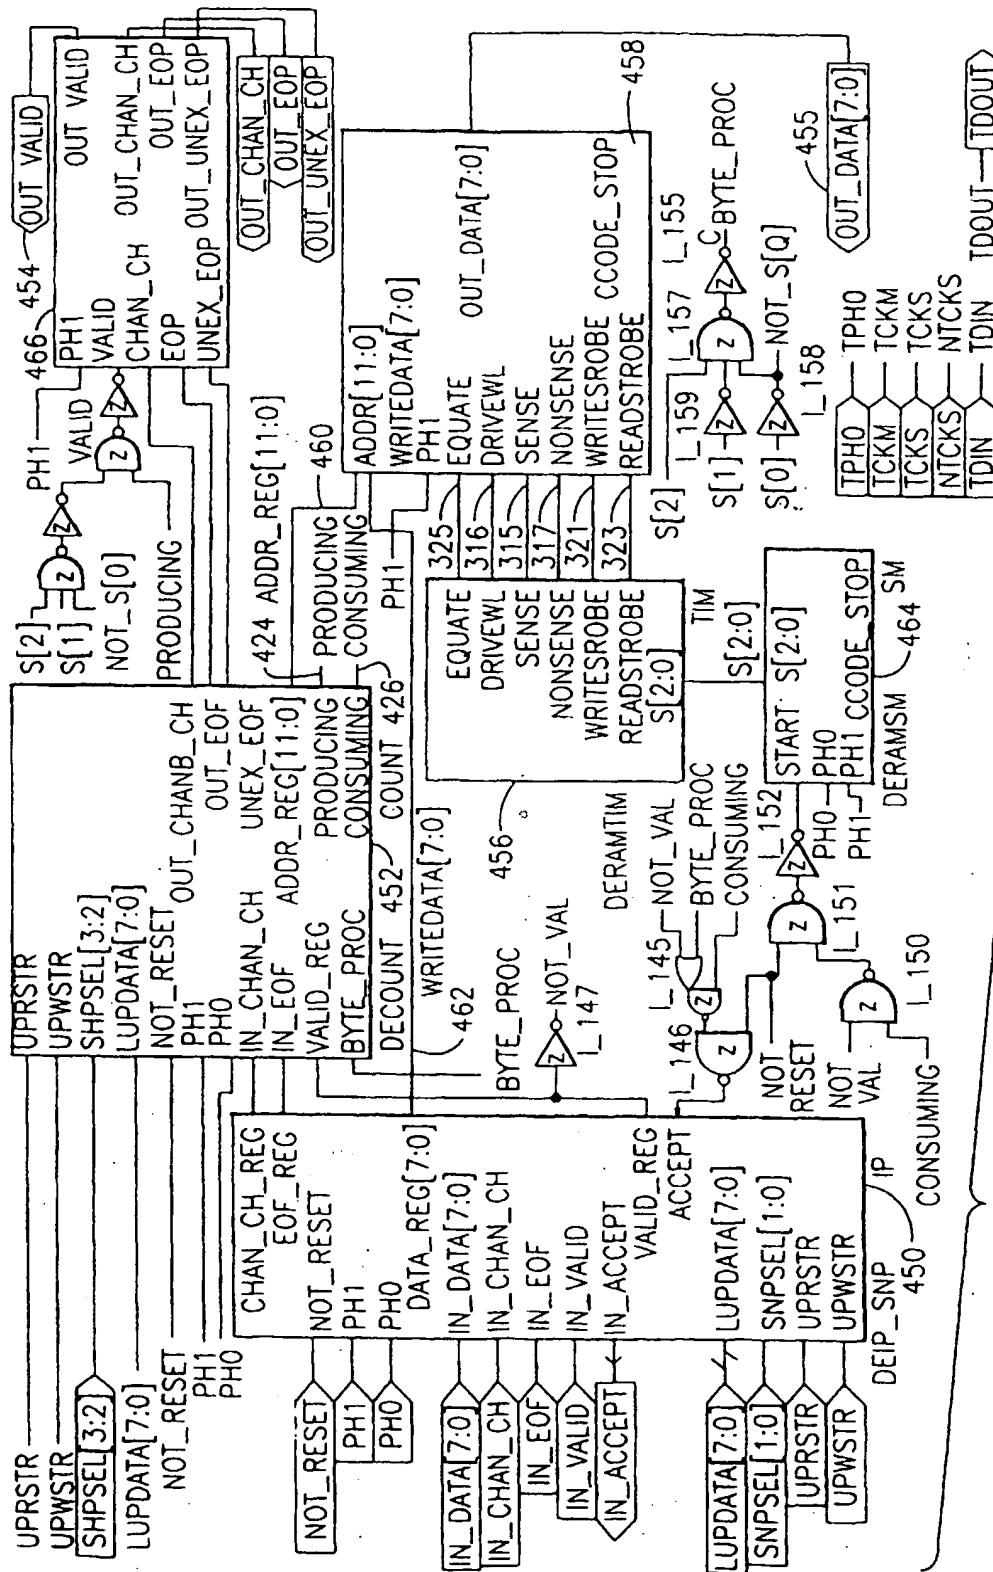 UPRSTR
UPWSTR
SHPSEL[3:2]
LUPDATA[7:0]
NOT_RESET
PH1
PH0
UPRSTR
UPWSTR
SHPSEL[3:2]
LUPDATA[7:0]
NOT_RESET
PH1
PH0
IN_CHAN_CH
IN_EOF
VALID_REG
BYTE_PROC
OUT_CHANB_CH
OUT_EOF
UNEX_EOF
ADDR_REG[11:0]
PRODUCING
CONSUMING
DECOUNT
452
COUNT
426
424
ADDR_REG[11:0]
PRODUCING
CONSUMING
460
S[2]
S[1]
NOT_S[0]
PRODUCING
Z
Z
Z
Z
VALID
PH1
466
454
OUT VALID
PH1
VALID
CHAN_CH
EOP
UNEX_EOP
OUT VALID
OUT_CHAN_CH
OUT_EOP
OUT_UNEX_EOP
OUT_CHAN_CH
OUT_EOP
OUT_UNEX_EOP
NOT_RESET
PH1
PH0
IN_DATA[7:0]
IN_CHAN_CH
IN_EOF
IN_VALID
IN_ACCEPT
LUPDATA[7:0]
SNPSEL[1:0]
UPRSTR
UPWSTR
CHAN_CH_REG
EOF_REG
NOT_RESET
PH1
PH0
DATA_REG[7:0]
IN_DATA[7:0]
IN_CHAN_CH
IN_EOF
IN_VALID
IN_ACCEPT
VALID_REG
ACCEPT
LUPDATA[7:0]
SNPSEL[1:0]
UPRSTR
UPWSTR
DEIP_SNP
IP
450
WRITEDATA[7:0]
462
BYTE_PROC
Z
NOT_VAL
I_147
I_146
Z
Z
I_145
NOT_VAL
BYTE_PROC
CONSUMING
NOT
RESET
NOT
VAL
CONSUMING
Z
I_150
Z
I_151
Z
I_152
456
DERAMTIM
TIM
EQUATE
DRIVEWL
SENSE
NONSENSE
WRITESROBE
READSTROBE
S[2:0]
S[2:0]
START
S[2:0]
PH0
PH1
CCODE_STOP
PH0
PH1
DERAMSM
SM
464
PH1
325
316
315
317
321
323
ADDR[11:0]
WRITEDATA[7:0]
PH1
EQUATE
DRIVEWL
SENSE
NONSENSE
WRITESROBE
READSTROBE
OUT_DATA[7:0]
CCODE_STOP
458
455
OUT_DATA[7:0]
S[2]
S[1]
S[0]
I_159
I_158
I_157
I_155
Z
Z
Z
Z
C
BYTE_PROC
NOT_S[Q]
TPH0
TCKM
TCKS
NTCKS
TDIN
TPH0
TCKM
TCKS
NTCKS
TDIN
TDOUT
TDOUT